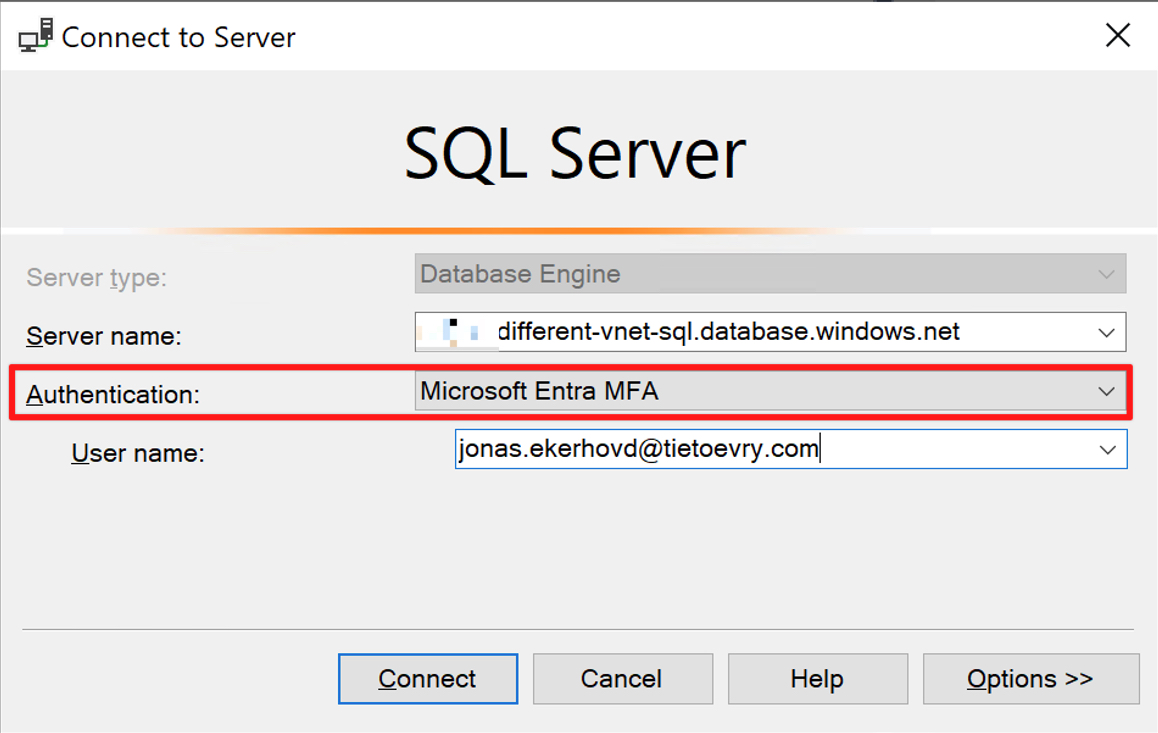 Connect to Server
SQL Server
Server type: Database Engine
Server name: different-vnet-sql.database.windows.net
Authentication: Microsoft Entra MFA
User name: jonas.ekerhovd@tietoevry.com
Connect Cancel Help Options >>